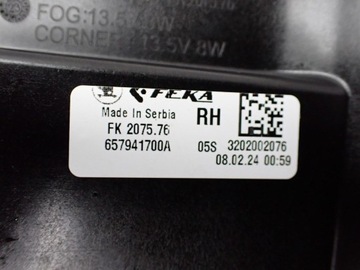 FOG:13.5
CORNER 13.5V 8W
FEKA
Made In Serbia RH
FK 2075.76
657941700A 05S 3202002076
08.02.24 00:59